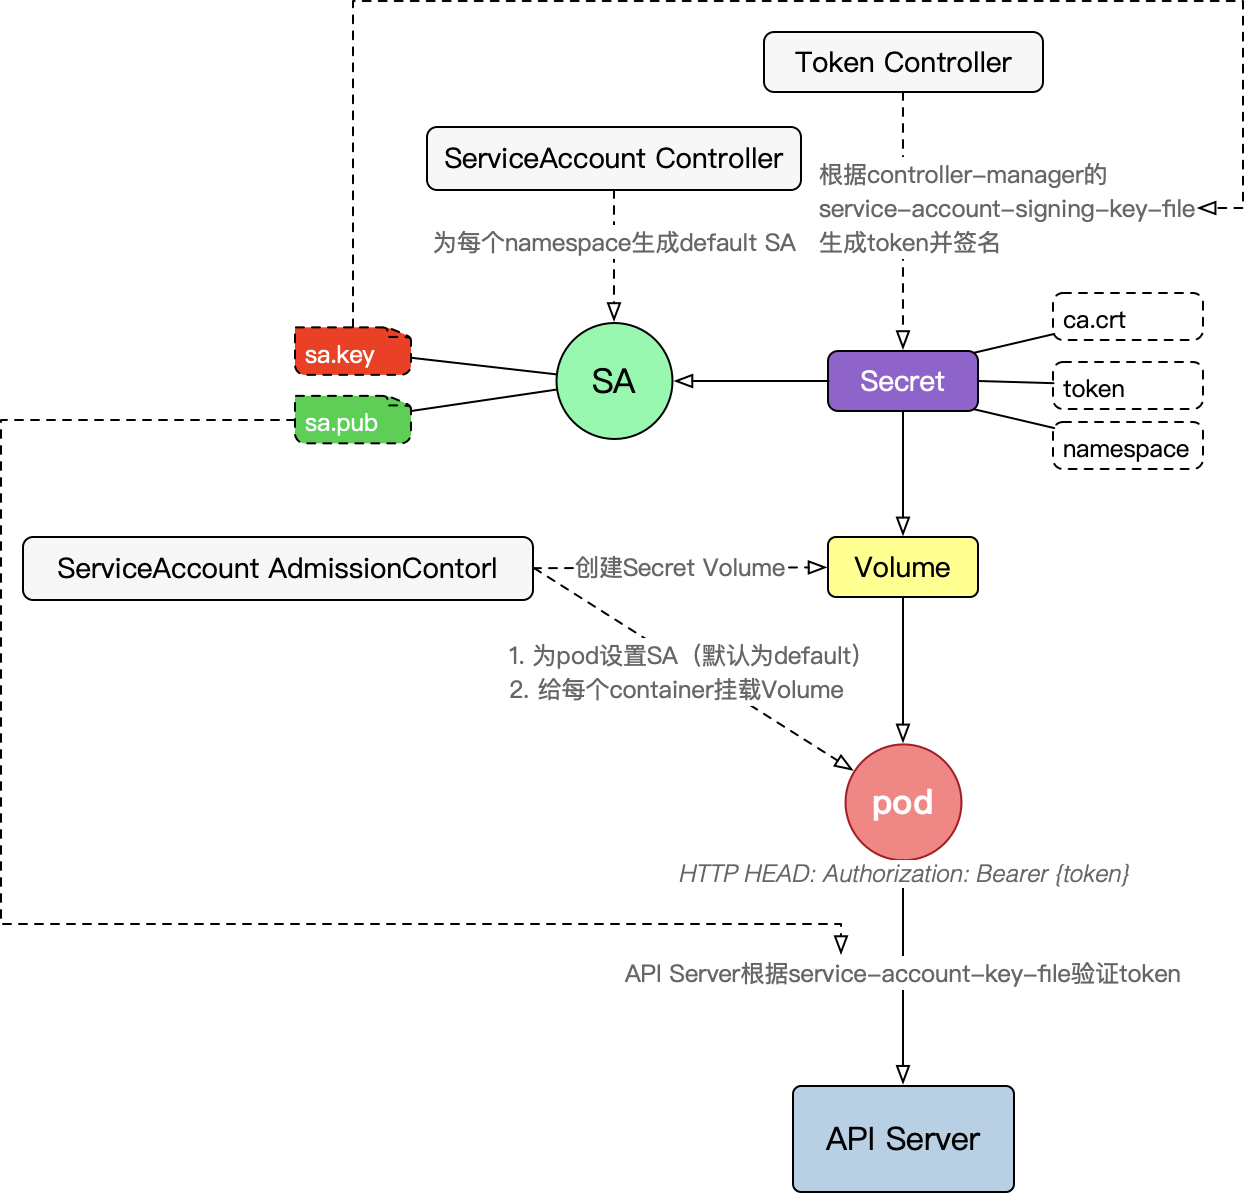 Token Controller
ServiceAccount Controller
根据controller-manager的
service-account-signing-key-file
生成token并签名
为每个namespace生成default SA
ca.crt
sa.key
SA
Secret
token
sa.pub
namespace
ServiceAccount AdmissionContorl
创建Secret Volume
Volume
1. 为pod设置SA（默认为default）
2. 给每个container挂载Volume
pod
HTTP HEAD: Authorization: Bearer {token}
API Server根据service-account-key-file验证token
API Server